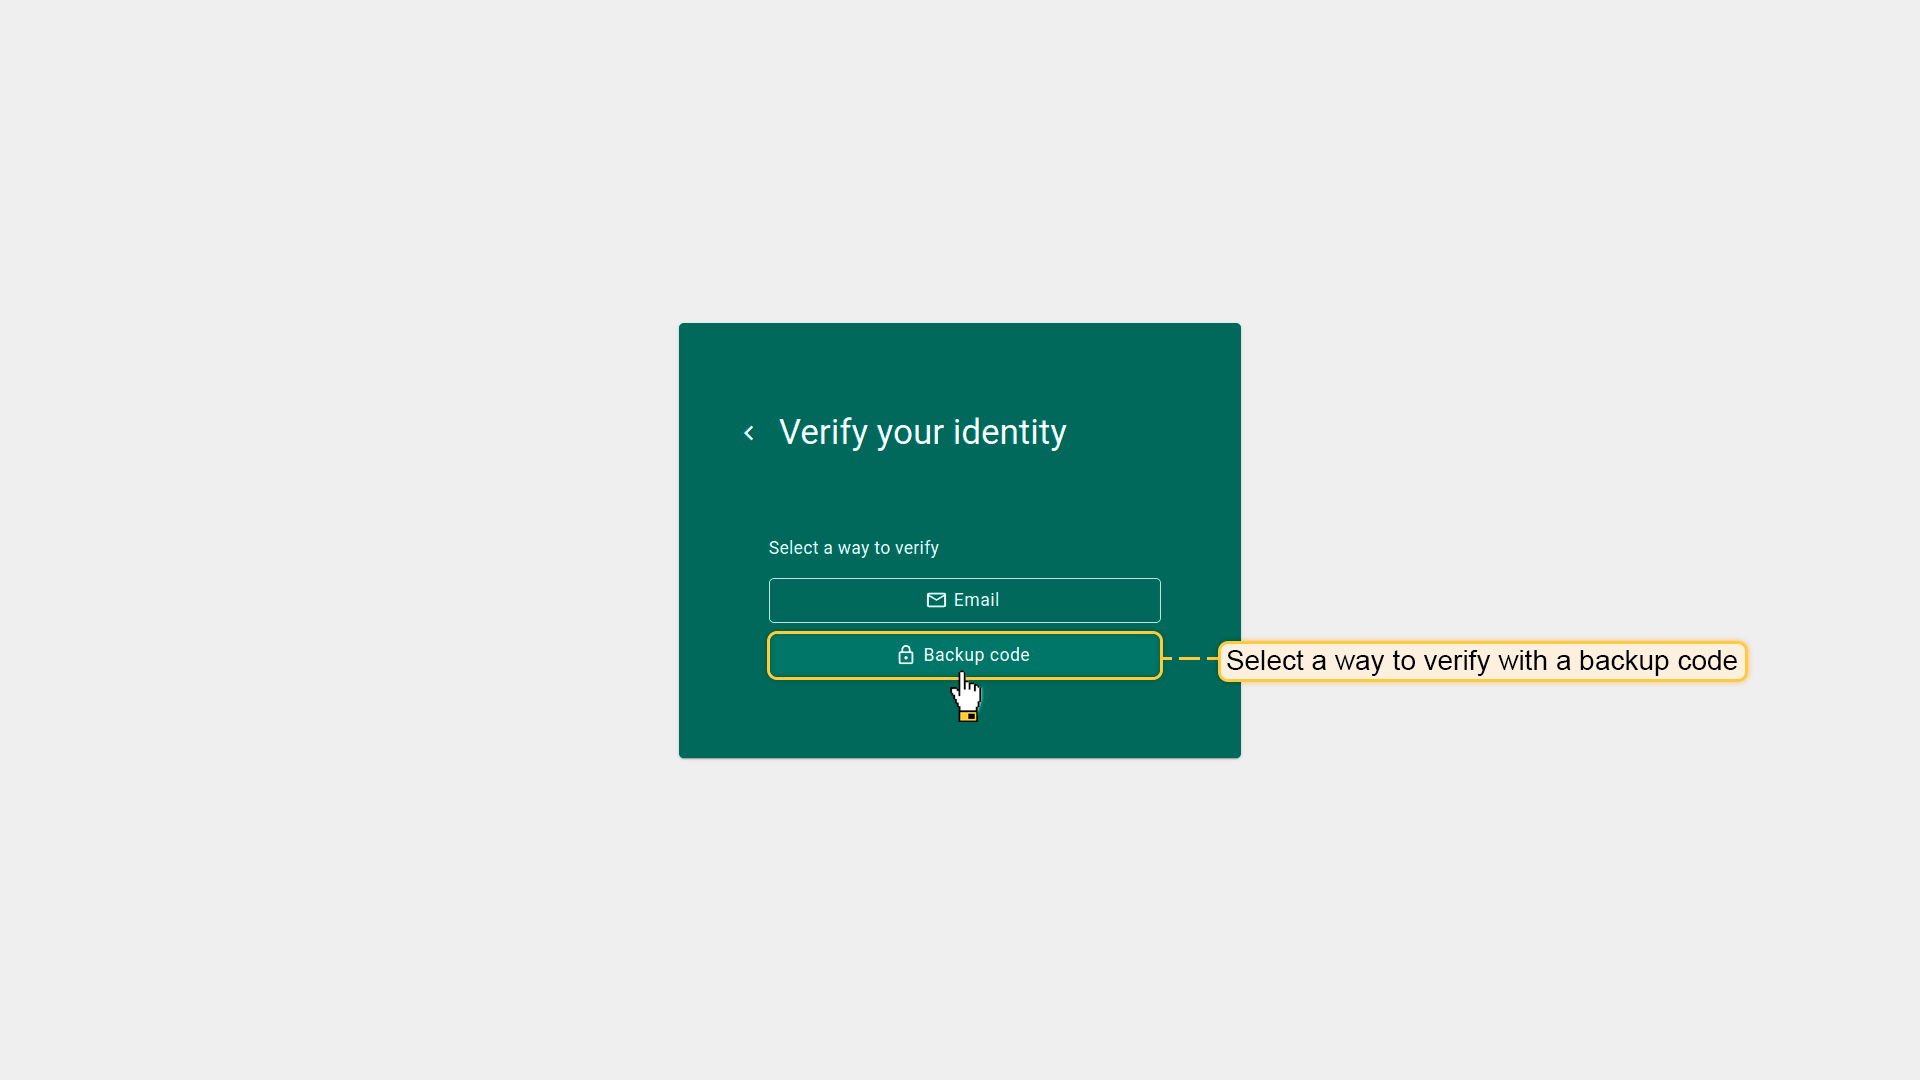 Verify your identity
Select a way to verify
Email
Backup code
Select a way to verify with a backup code